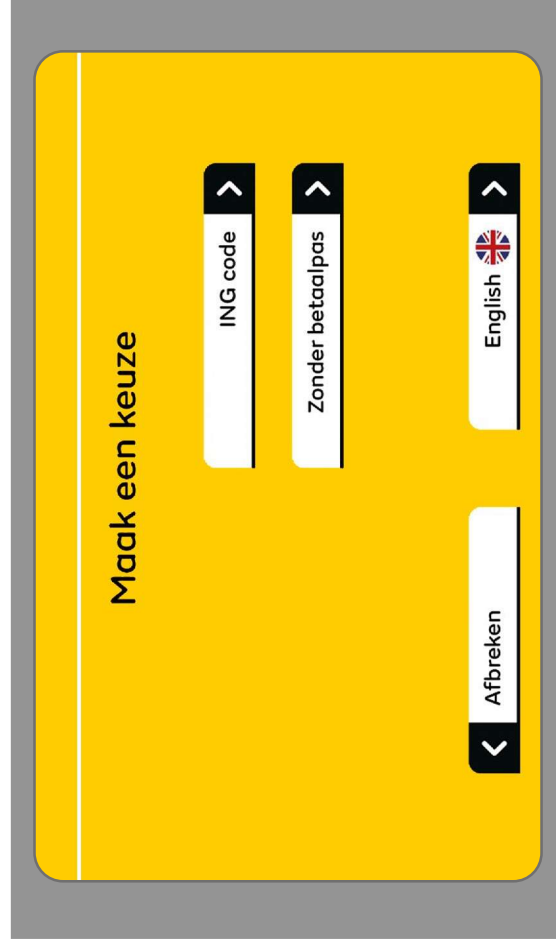 Maak een keuze
ING code
Zonder betaalpas
Afbreken
English